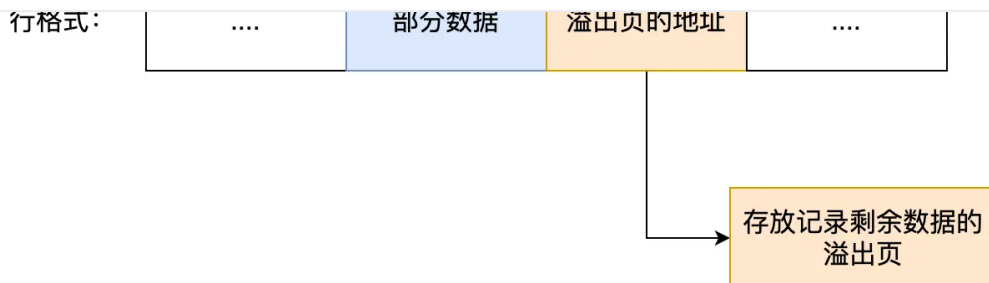 行格式:
....
部分数据
溢出页的地址
....
存放记录剩余数据的
溢出页